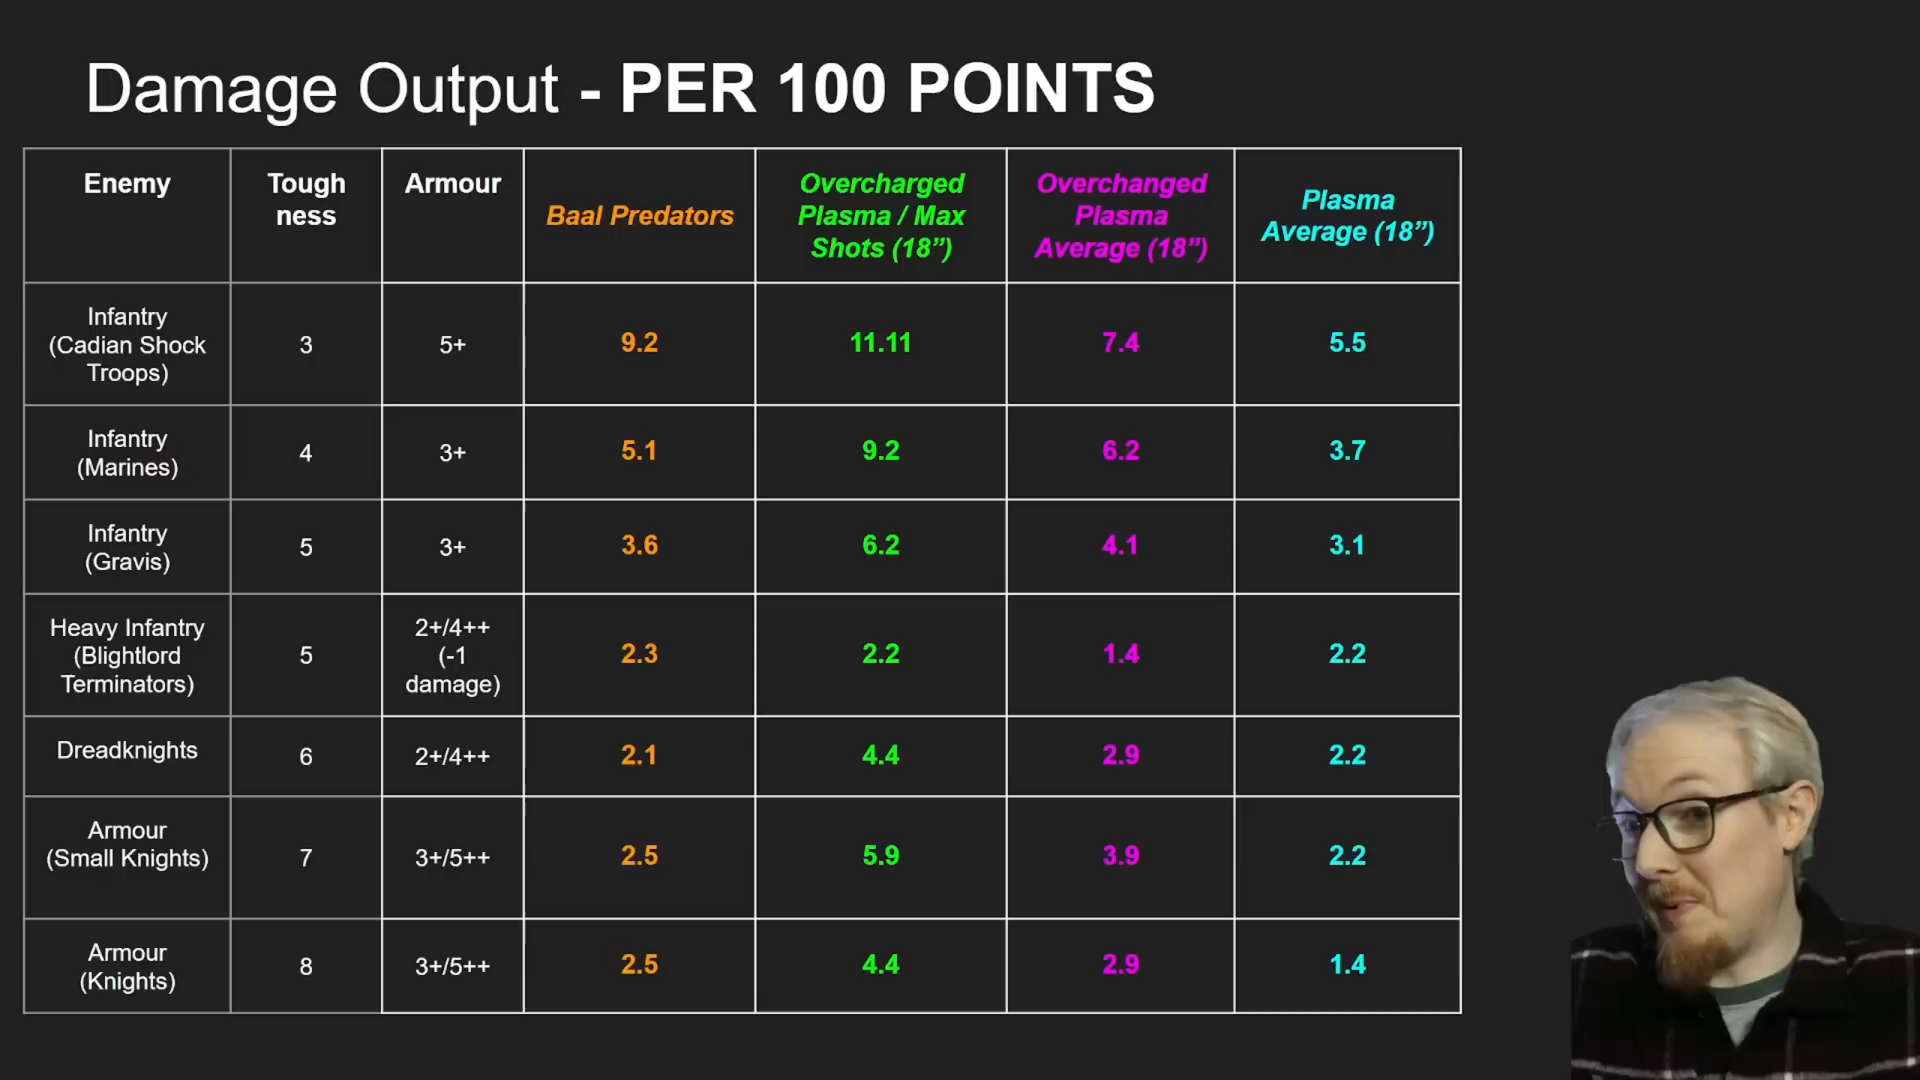 Damage Output - PER 100 POINTS
Enemy
Tough
ness
Armour
Baal Predators
Overcharged
Plasma / Max
Shots (18”)
Overchanged
Plasma
Average (18”)
Plasma
Average (18”)
Infantry
(Cadian Shock
Troops)
3
5+
9.2
11.11
7.4
5.5
Infantry
(Marines)
4
3+
5.1
9.2
6.2
3.7
Infantry
(Gravis)
5
3+
3.6
6.2
4.1
3.1
Heavy Infantry
(Blightlord
Terminators)
5
2+/4++
(-1
damage)
2.3
2.2
1.4
2.2
Dreadknights
6
2+/4++
2.1
4.4
2.9
2.2
Armour
(Small Knights)
7
3+/5++
2.5
5.9
3.9
2.2
Armour
(Knights)
8
3+/5++
2.5
4.4
2.9
1.4